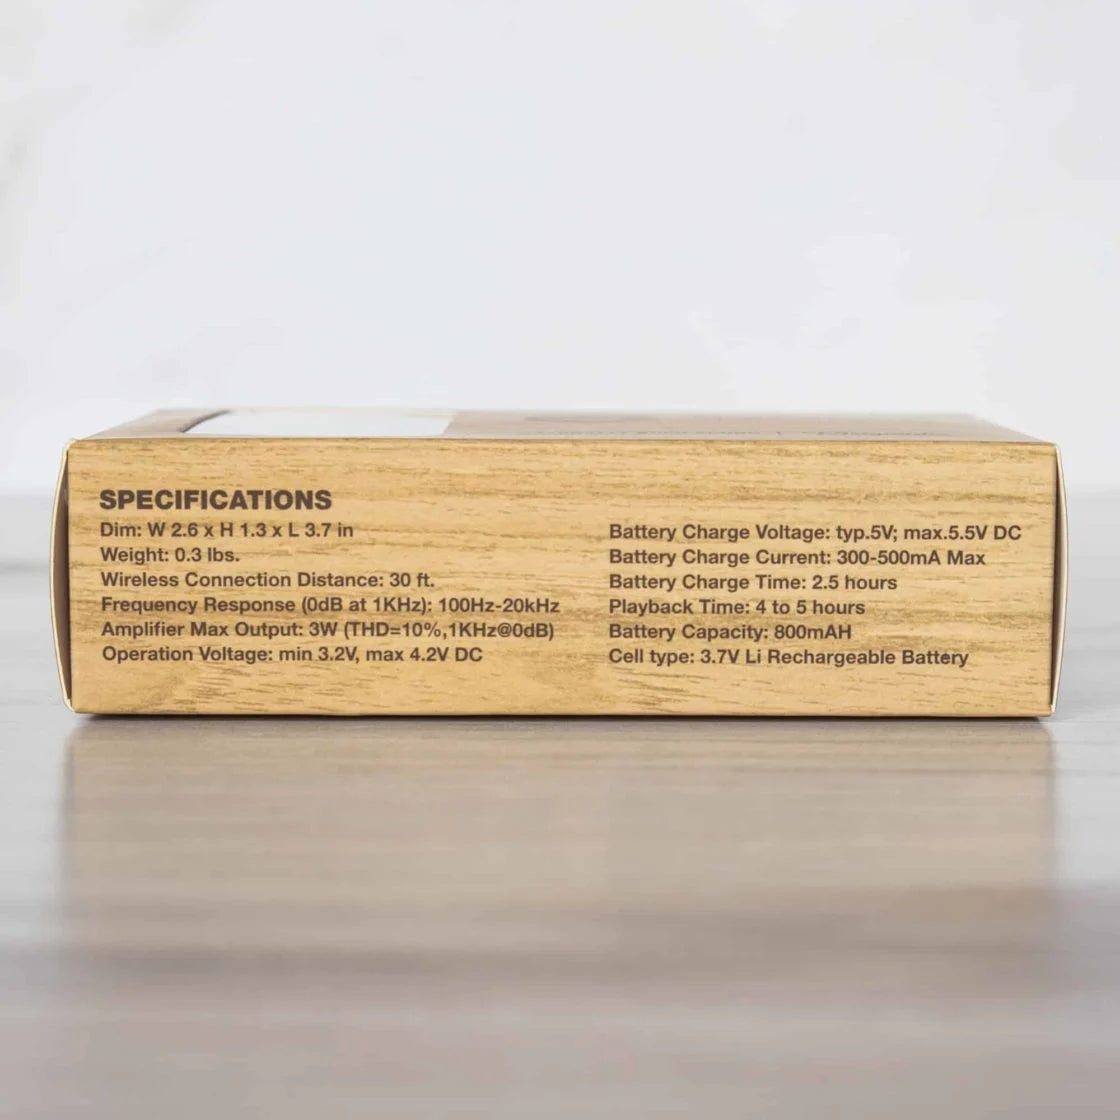 SPECIFICATIONS
Dim: W 2.6 x H 1.3 x L 3.7 in
Weight: 0.3 lbs.
Wireless Connection Distance: 30 ft.
Frequency Response (0dB at 1KHz): 100Hz-20kHz
Amplifier Max Output: 3W (THD=10%,1KHz@0dB)
Operation Voltage: min 3.2V, max 4.2V DC
Battery Charge Voltage: typ.5V; max.5.5V DC
Battery Charge Current: 300-500mA Max
Battery Charge Time: 2.5 hours
Playback Time: 4 to 5 hours
Battery Capacity: 800mAH
Cell type: 3.7V Li Rechargeable Battery